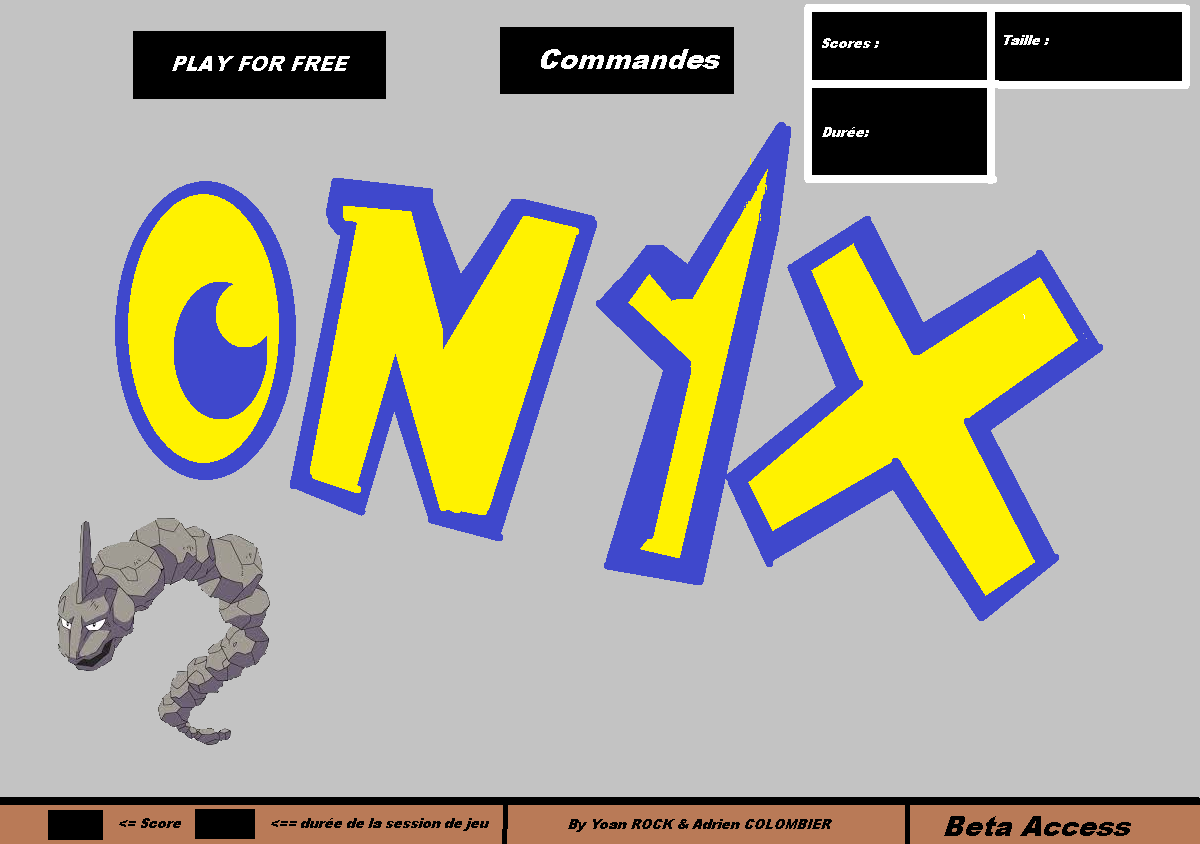 PLAY FOR FREE
Commandes
Scores :
Taille :
Durée:
ONIX
<= Score
<== durée de la session de jeu
By Yoan ROCK & Adrien COLOMBIER
Beta Access